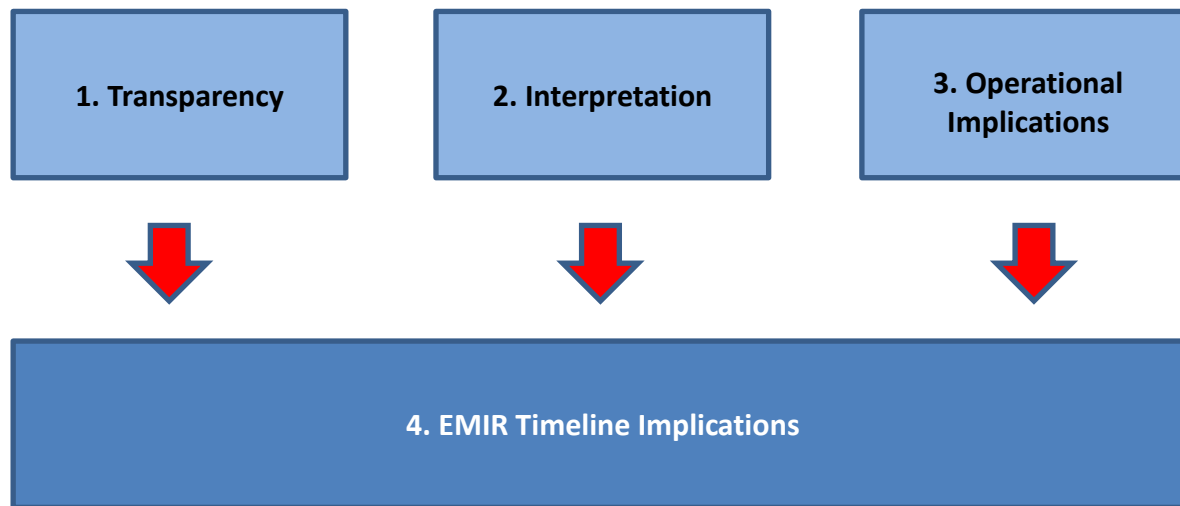 1. Transparency
2. Interpretation
3. Operational
Implications
4. EMIR Timeline Implications